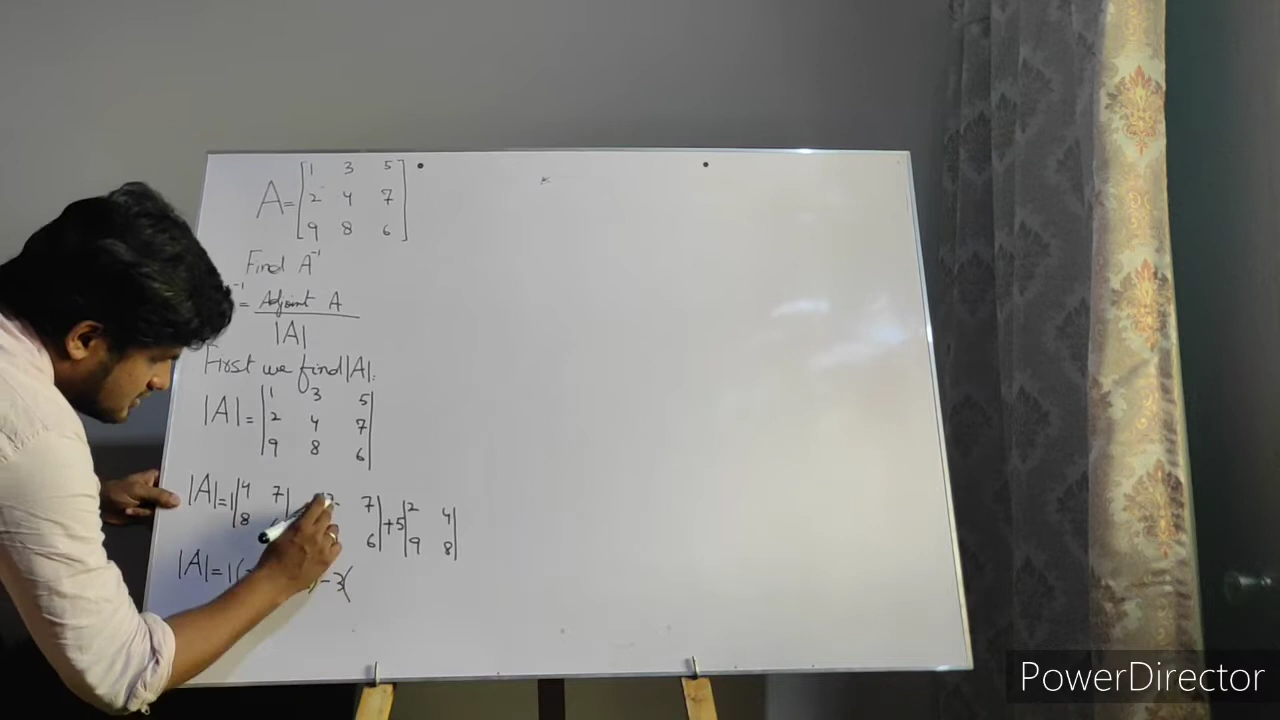 A = [1 3 5
2 4 7
9 8 6]
Find A⁻¹
⁻¹ = Adjoint A
|A|
First we find |A|:
|A| = |1 3 5
2 4 7
9 8 6|
|A| = 1 |4 7| 2 7| + 5 |2 4|
8 6| 9 8|
|A| = 1( ) - 3(
PowerDirector